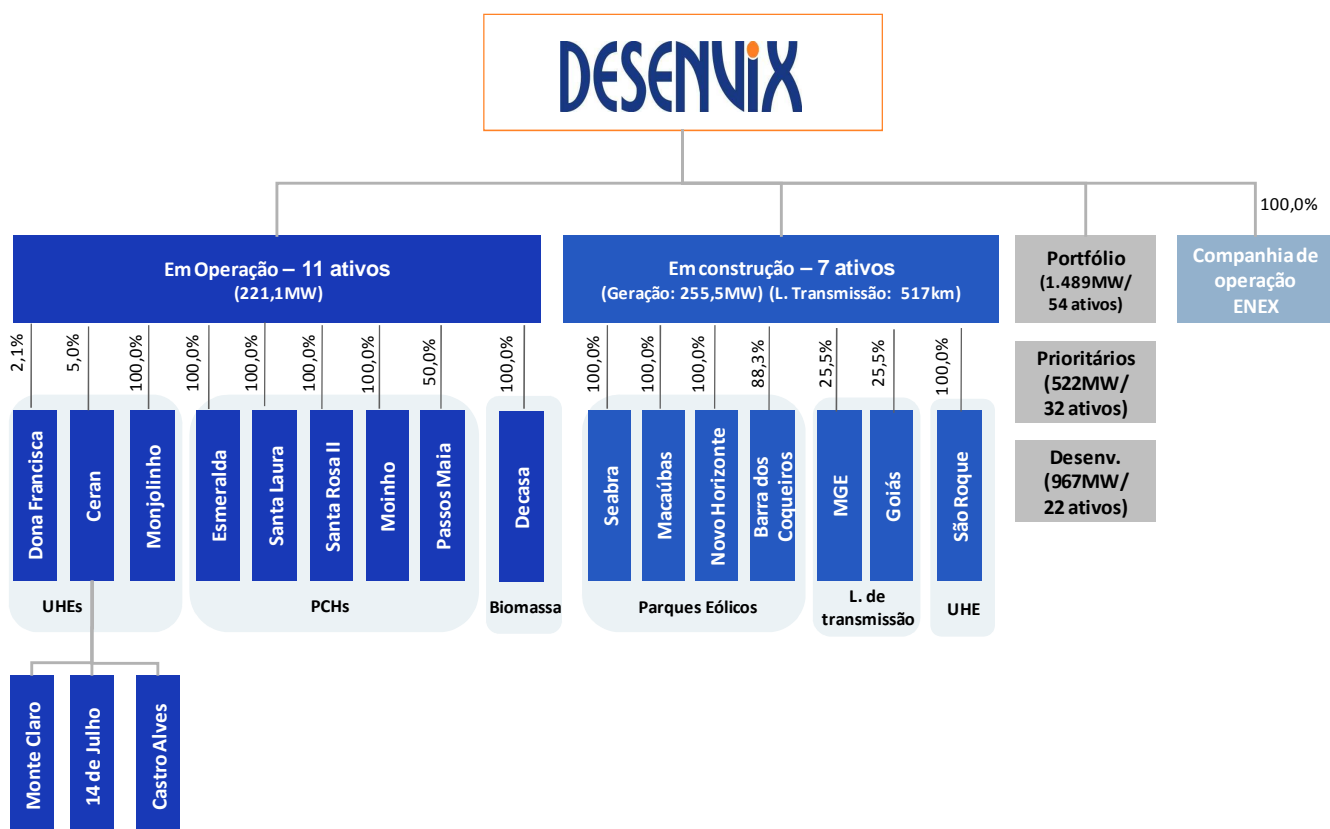 DESENViX
100,0%
Em Operação – 11 ativos
(221,1MW)
Em construção – 7 ativos
(Geração: 255,5MW) (L. Transmissão: 517km)
Portfólio
(1.489MW/
54 ativos)
Companhia de
operação
ENEX
Prioritários
(522MW/
32 ativos)
Desenv.
(967MW/
22 ativos)
2,1%
5,0%
100,0%
100,0%
100,0%
100,0%
100,0%
50,0%
100,0%
100,0%
100,0%
100,0%
88,3%
25,5%
25,5%
100,0%
Dona Francisca
Ceran
Monjolinho
Esmeralda
Santa Laura
Santa Rosa II
Moinho
Passos Maia
Decasa
Seabra
Macaúbas
Novo Horizonte
Barra dos
Coqueiros
MGE
Goiás
São Roque
UHEs
PCHs
Biomassa
Parques Eólicos
L. de
transmissão
UHE
Monte Claro
14 de Julho
Castro Alves